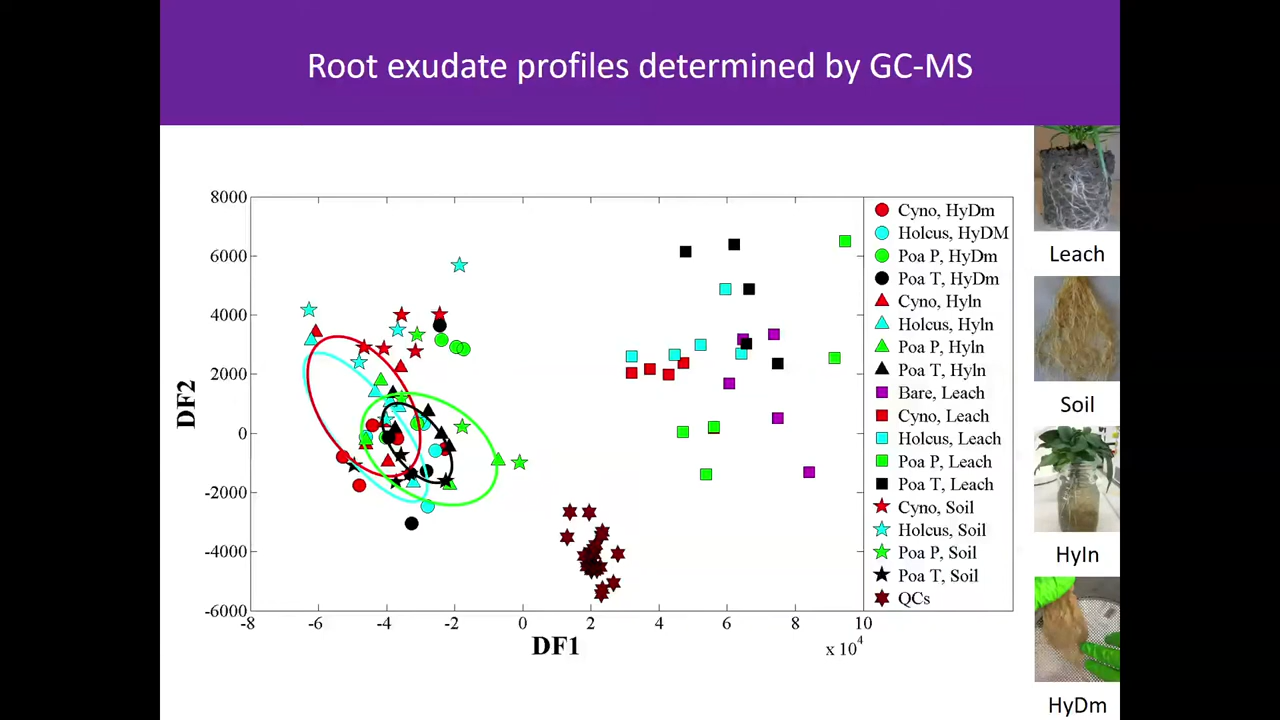 Root exudate profiles determined by GC-MS
8000
6000
4000
2000
0
-2000
-4000
-6000
DF2
-8
-6
-4
-2
0
2
4
6
8
10
DF1
x 10^4
Cyno, HyDm
Holcus, HyDM
Poa P, HyDm
Poa T, HyDm
Cyno, Hyln
Holcus, Hyln
Poa P, Hyln
Poa T, Hyln
Bare, Leach
Cyno, Leach
Holcus, Leach
Poa P, Leach
Poa T, Leach
Cyno, Soil
Holcus, Soil
Poa P, Soil
Poa T, Soil
QCs
Leach
Soil
Hyln
HyDm